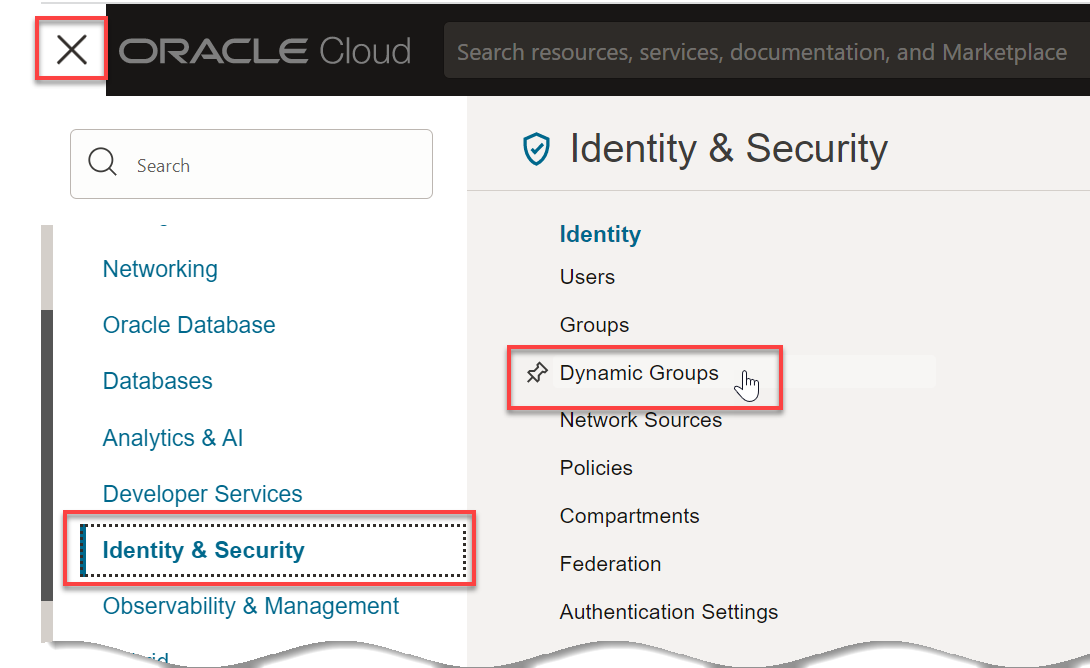 ORACLE Cloud
Search resources, services, documentation, and Marketplace
Search
Networking
Oracle Database
Databases
Analytics & AI
Developer Services
Identity & Security
Observability & Management
Identity & Security
Identity
Users
Groups
Dynamic Groups
Network Sources
Policies
Compartments
Federation
Authentication Settings